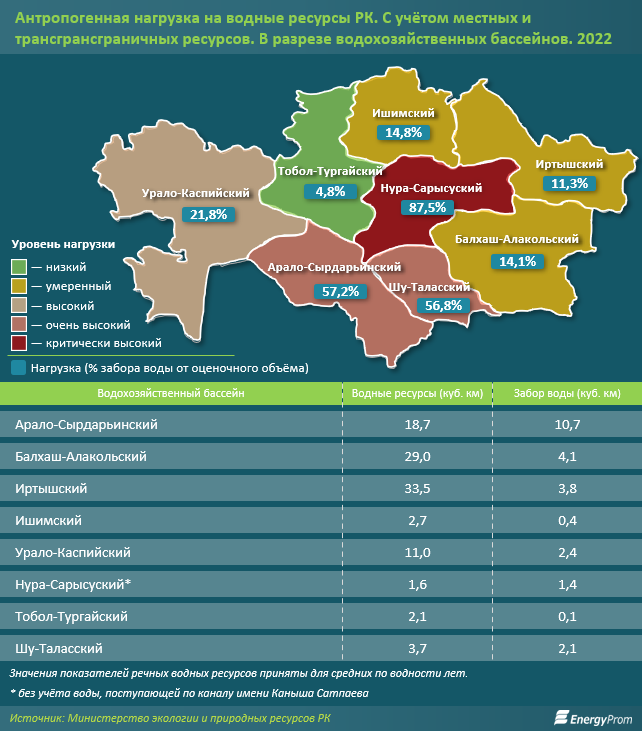 Антропогенная нагрузка на водные ресурсы РК. С учётом местных и
трансгрансграничных ресурсов. В разрезе водохозяйственных бассейнов. 2022
Ишимский
14,8%
Иртышский
11,3%
Тобол-Тургайский
4,8%
Нура-Сарысуский
87,5%
Урало-Каспийский
21,8%
Балхаш-Алакольский
14,1%
Арало-Сырдарьинский
57,2%
Шу-Таласский
56,8%
Уровень нагрузки
— низкий
— умеренный
— высокий
— очень высокий
— критически высокий
Нагрузка (% забора воды от оценочного объёма)
Водохозяйственный бассейн Водные ресурсы (куб. км) Забор воды (куб. км)
Арало-Сырдарьинский 18,7 10,7
Балхаш-Алакольский 29,0 4,1
Иртышский 33,5 3,8
Ишимский 2,7 0,4
Урало-Каспийский 11,0 2,4
Нура-Сарысуский* 1,6 1,4
Тобол-Тургайский 2,1 0,1
Шу-Таласский 3,7 2,1
Значения показателей речных водных ресурсов приняты для средних по водности лет.
* без учёта воды, поступающей по каналу имени Каныша Сатпаева
Источник: Министерство экологии и природных ресурсов РК
EnergyProm